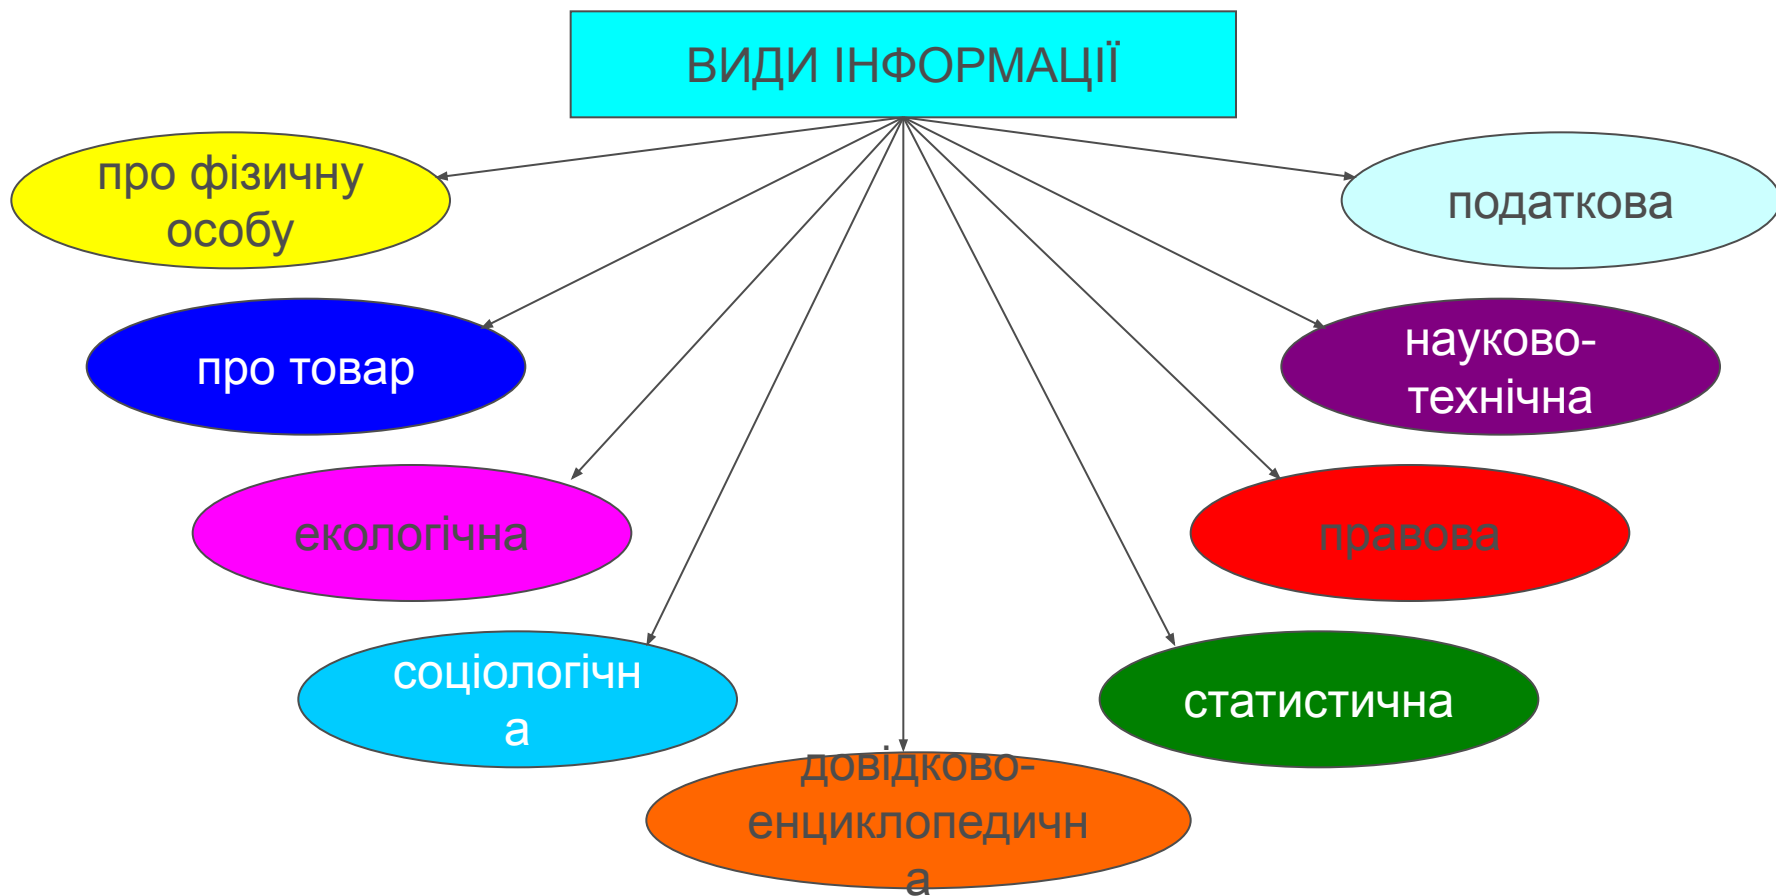 ВИДИ ІНФОРМАЦІЇ
про фізичну
особу
податкова
про товар
науково-
технічна
екологічна
правова
соціологічн
а
статистична
довідково-
енциклопедичн
а